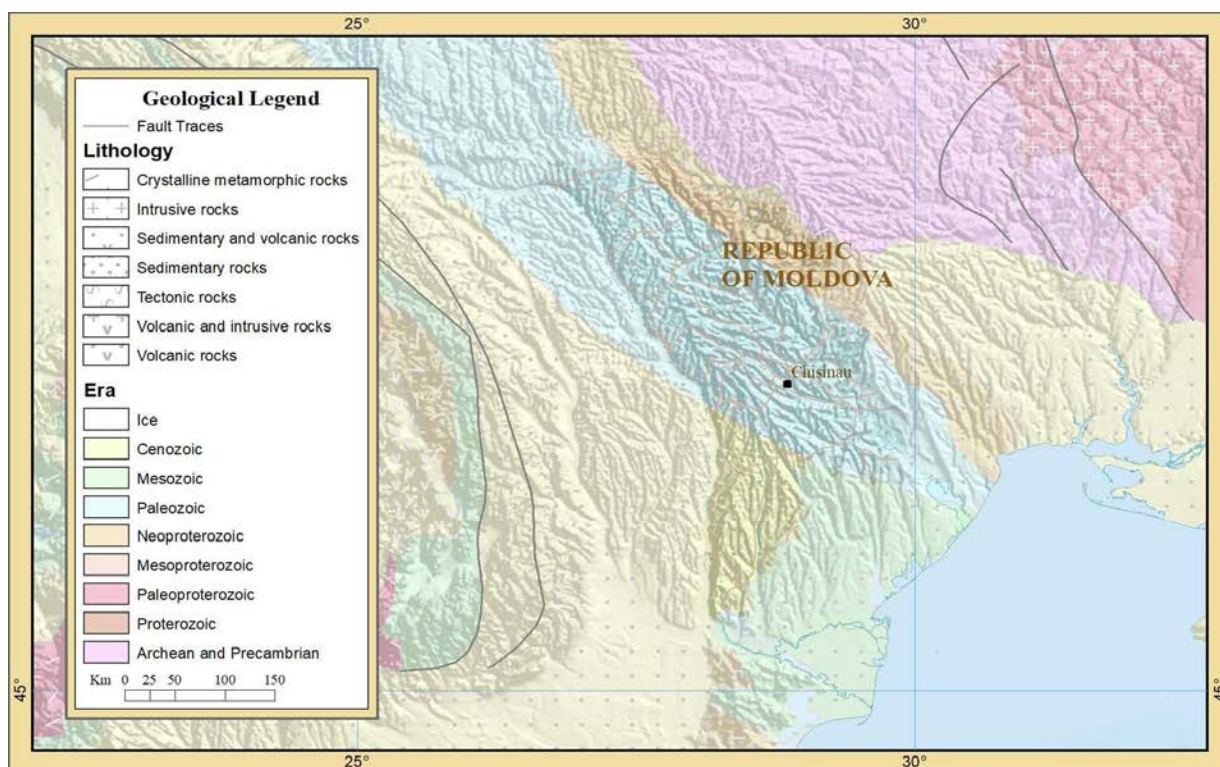 25°
30°
Geological Legend
Fault Traces
Lithology
Crystalline metamorphic rocks
Intrusive rocks
Sedimentary and volcanic rocks
Sedimentary rocks
Tectonic rocks
Volcanic and intrusive rocks
Volcanic rocks
Era
Ice
Cenozoic
Mesozoic
Paleozoic
Neoproterozoic
Mesoproterozoic
Paleoproterozoic
Proterozoic
Archean and Precambrian
Km 0 25 50 100 150
REPUBLIC
OF MOLDOVA
Chisinau
45°
45°
25°
30°